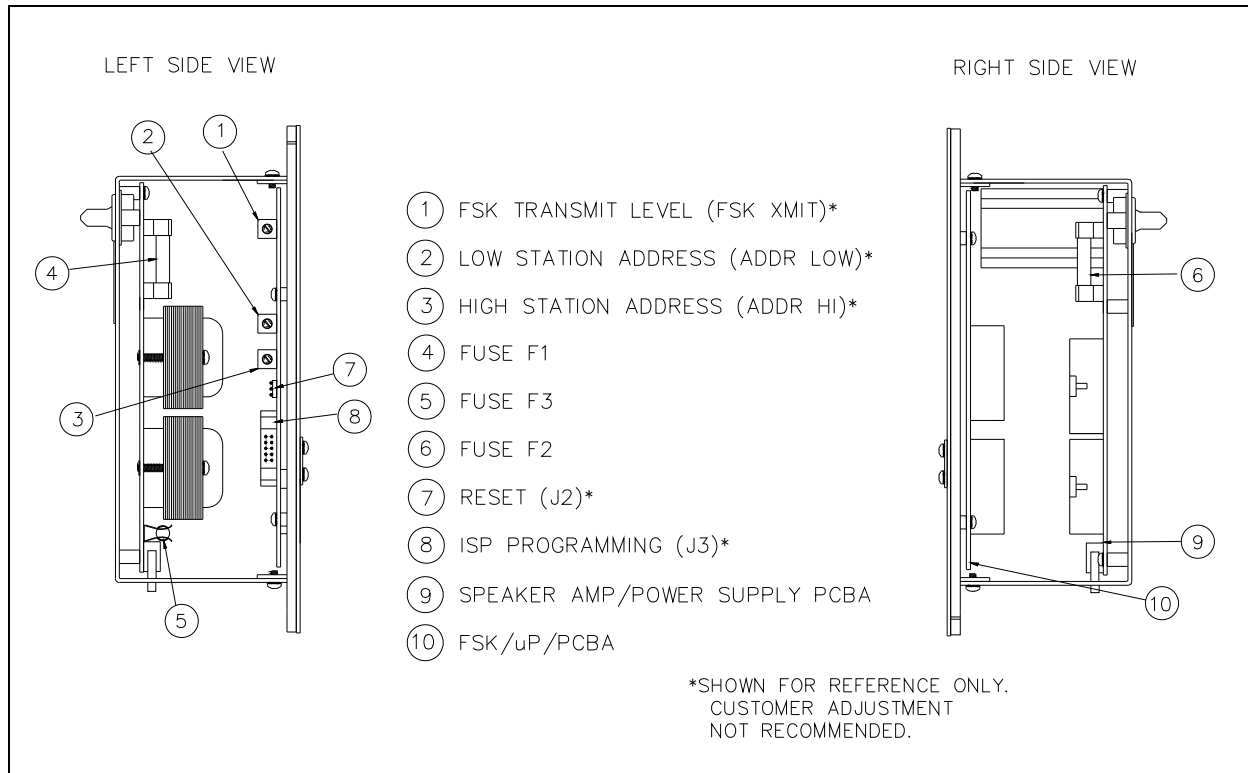 LEFT SIDE VIEW
RIGHT SIDE VIEW
1
2
4
3
7
8
5
1 FSK TRANSMIT LEVEL (FSK XMIT)*
2 LOW STATION ADDRESS (ADDR LOW)*
3 HIGH STATION ADDRESS (ADDR HI)*
4 FUSE F1
5 FUSE F3
6 FUSE F2
7 RESET (J2)*
8 ISP PROGRAMMING (J3)*
9 SPEAKER AMP/POWER SUPPLY PCBA
10 FSK/uP/PCBA
6
9
10
*SHOWN FOR REFERENCE ONLY.
CUSTOMER ADJUSTMENT
NOT RECOMMENDED.